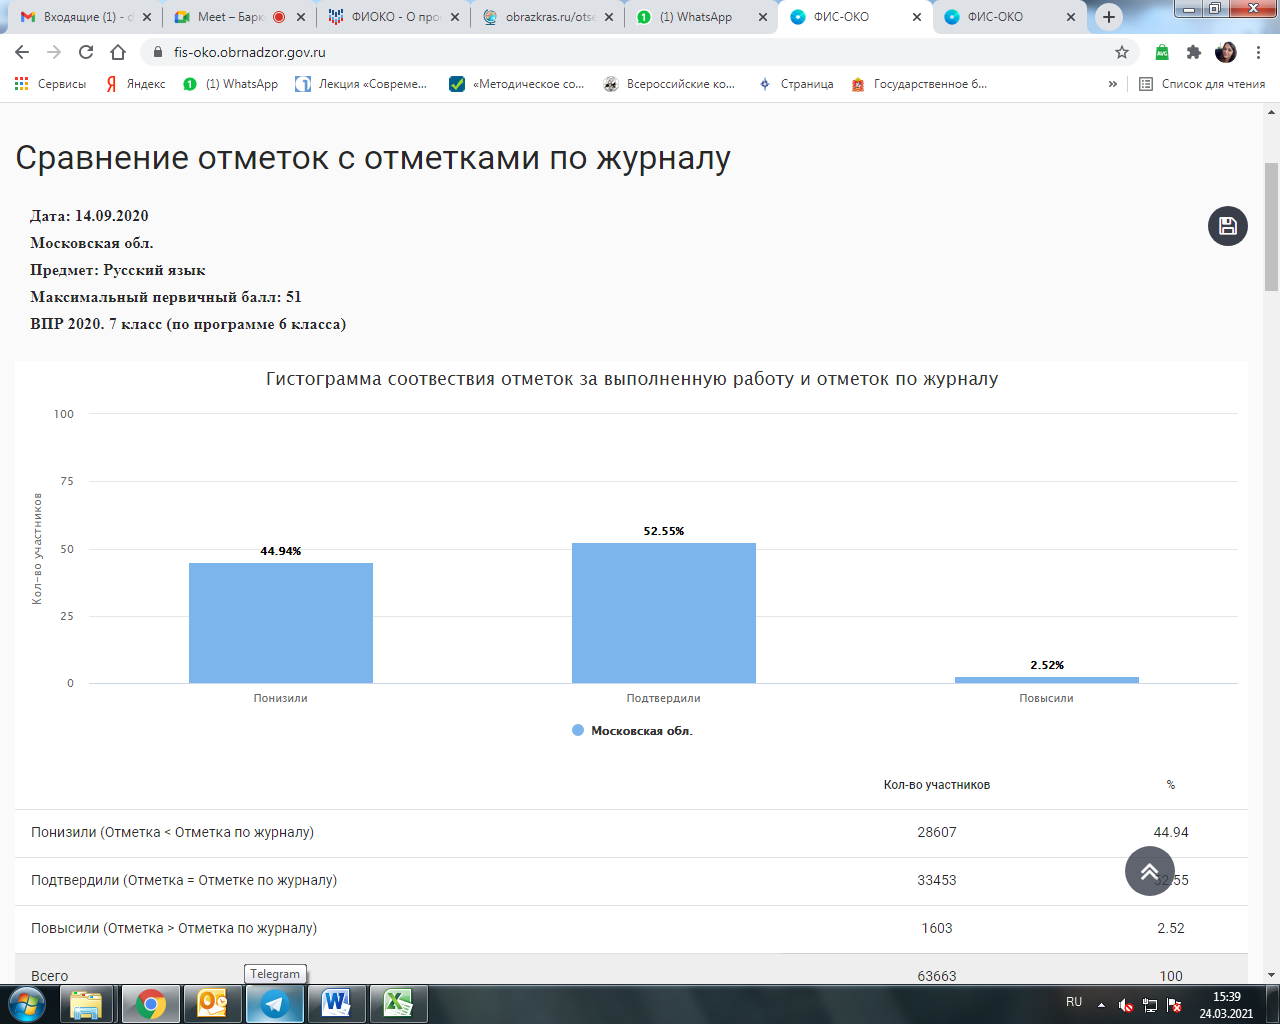 Входящие (1) - d
Meet – Барк
ФИОКО - О про
obrazkras.ru/otse
(1) WhatsApp
ФИС-ОКО
ФИС-ОКО
fis-oko.obrnadzor.gov.ru
Сервисы
Яндекс
(1) WhatsApp
Лекция «Совреме...
«Методическое со...
Всероссийские ко...
Страница
Государственное б...
»
Список для чтения
Сравнение отметок с отметками по журналу
Дата: 14.09.2020
Московская обл.
Предмет: Русский язык
Максимальный первичный балл: 51
ВПР 2020. 7 класс (по программе 6 класса)
Гистограмма соотвествия отметок за выполненную работу и отметок по журналу
Кол-во участников
100
75
50
25
0
44.94%
52.55%
2.52%
Понизили
Подтвердили
Повысили
Московская обл.
Кол-во участников %
Понизили (Отметка < Отметка по журналу) 28607 44.94
Подтвердили (Отметка = Отметке по журналу) 33453 52.55
Повысили (Отметка > Отметка по журналу) 1603 2.52
Всего 63663 100
Telegram
RU
15:39
24.03.2021